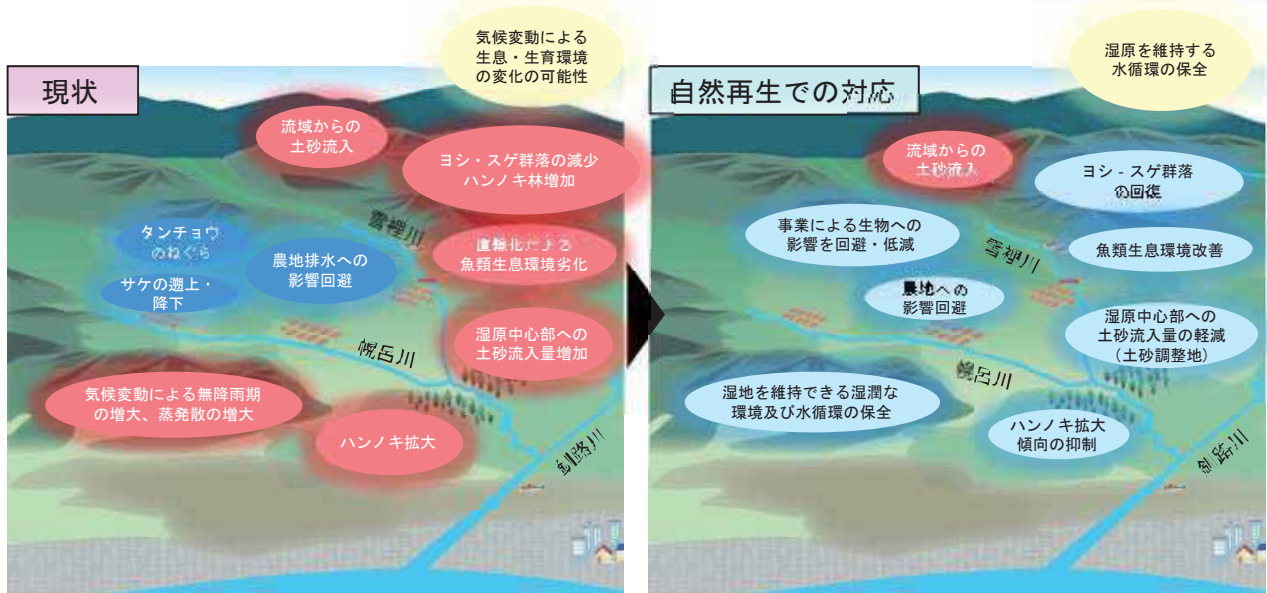 現状
気候変動による
生息・生育環境
の変化の可能性
流域からの
土砂流入
ヨシ・スゲ群落の減少
ハンノキ林増加
雪裡川
タンチョウ
のねぐら
農地排水への
影響回避
直線化による
魚類生息環境劣化
サケの遡上・
降下
湿原中心部への
土砂流入量増加
幌呂川
気候変動による無降雨期
の増大、蒸発散の増大
ハンノキ拡大
釧路川
自然再生での対応
湿原を維持する
水循環の保全
流域からの
土砂流入
ヨシ - スゲ群落
の回復
事業による生物への
影響を回避・低減
雪裡川
魚類生息環境改善
農地への
影響回避
湿原中心部への
土砂流入量の軽減
(土砂調整地)
幌呂川
湿地を維持できる湿潤な
環境及び水循環の保全
ハンノキ拡大
傾向の抑制
釧路川